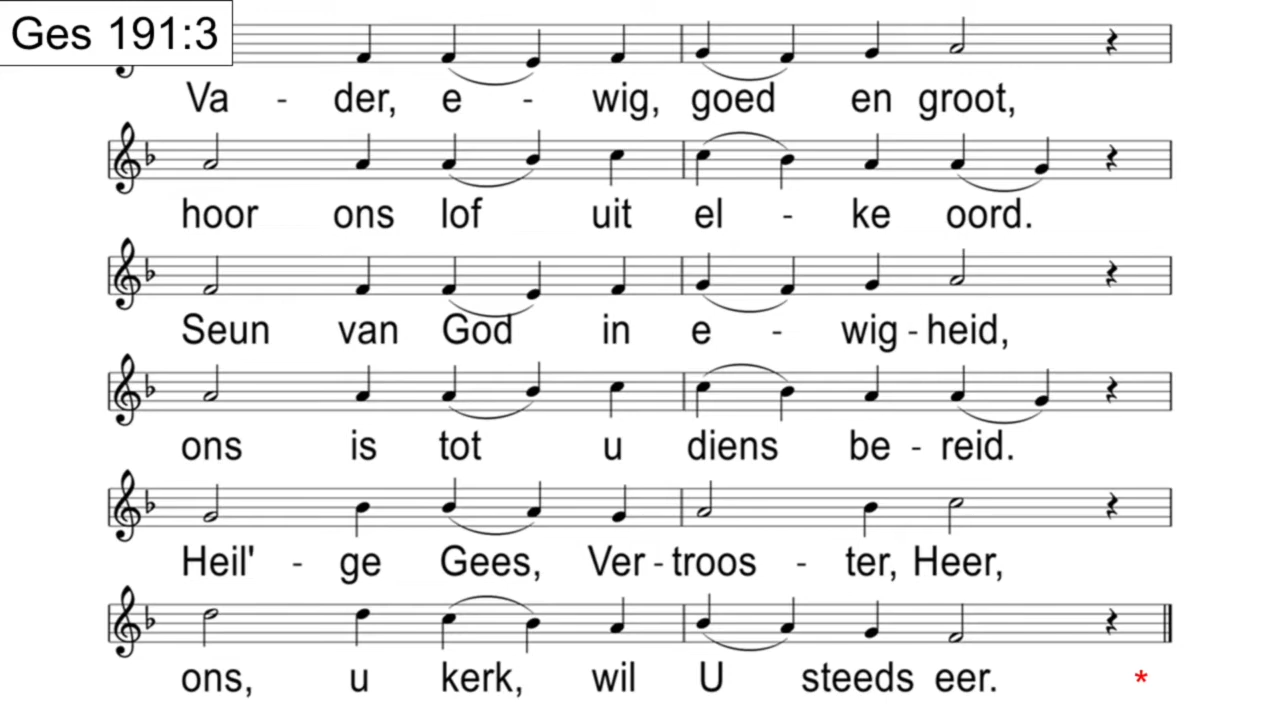 Ges 191:3
Va - der, e - wig, goed en groot,
hoor ons lof uit el - ke oord.
Seun van God in e - wig - heid,
ons is tot u diens be - reid.
Heil' - ge Gees, Ver - troos - ter, Heer,
ons, u kerk, wil U steeds eer. *